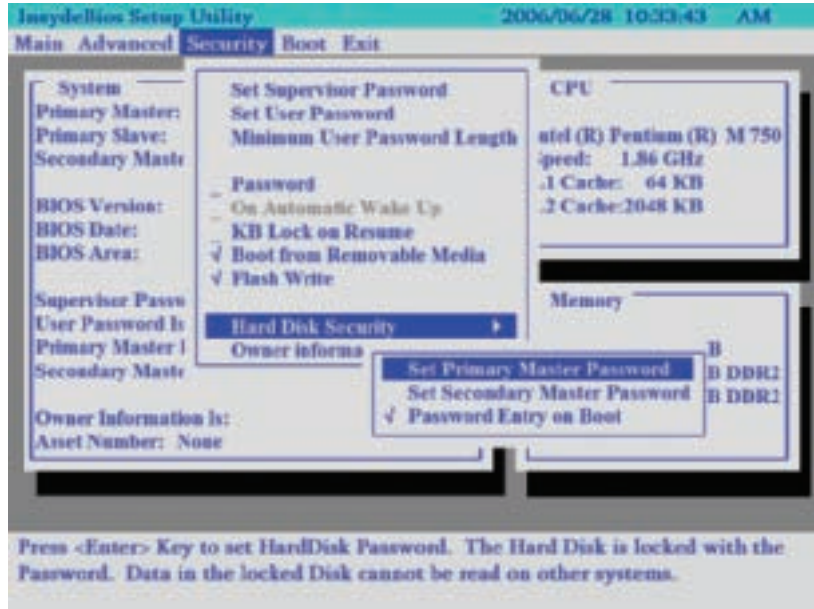 InsydeBios Setup Utility 2006/06/28 10:33:43 AM
Main Advanced Security Boot Exit
System
Primary Master:
Primary Slave:
Secondary Maste
BIOS Version:
BIOS Date:
BIOS Area:
Supervisor Passw
User Password Is
Primary Master
Secondary Maste
Owner Information Is:
Asset Number: None
Set Supervisor Password
Set User Password
Minimum User Password Length
_ Password
_ On Automatic Wake Up
_ KB Lock on Resume
√ Boot from Removable Media
√ Flash Write
Hard Disk Security
Owner informa
Set Primary Master Password
Set Secondary Master Password
√ Password Entry on Boot
CPU
ntel (R) Pentium (R) M 750
peed: 1.86 GHz
.1 Cache: 64 KB
.2 Cache:2048 KB
Memory
B
B DDR2
B DDR2
Press <Enter> Key to set HardDisk Password. The Hard Disk is locked with the
Password. Data in the locked Disk cannot be read on other systems.